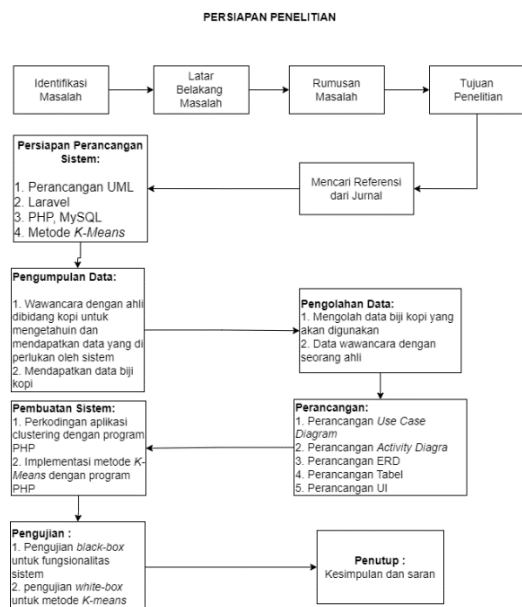 PERSIAPAN PENELITIAN
Identifikasi
Masalah
Latar
Belakang
Masalah
Rumusan
Masalah
Tujuan
Penelitian
Mencari Referensi
dari Jurnal
Persiapan Perancangan
Sistem:
1. Perancangan UML
2. Laravel
3. PHP, MySQL
4. Metode K-Means
Pengumpulan Data:
1. Wawancara dengan ahli
dibidang kopi untuk
mengetahuin dan
mendapatkan data yang di
perlukan oleh sistem
2. Mendapatkan data biji
kopi
Pengolahan Data:
1. Mengolah data biji kopi yang
akan digunakan
2. Data wawancara dengan
seorang ahli
Perancangan:
1. Perancangan Use Case
Diagram
2. Perancangan Activity Diagra
3. Perancangan ERD
4. Perancangan Tabel
5. Perancangan UI
Pembuatan Sistem:
1. Perkodingan aplikasi
clustering dengan program
PHP
2. Implementasi metode K-
Means dengan program
PHP
Pengujian :
1. Pengujian black-box
untuk fungsionalitas
sistem
2. pengujian white-box
untuk metode K-means
Penutup :
Kesimpulan dan saran